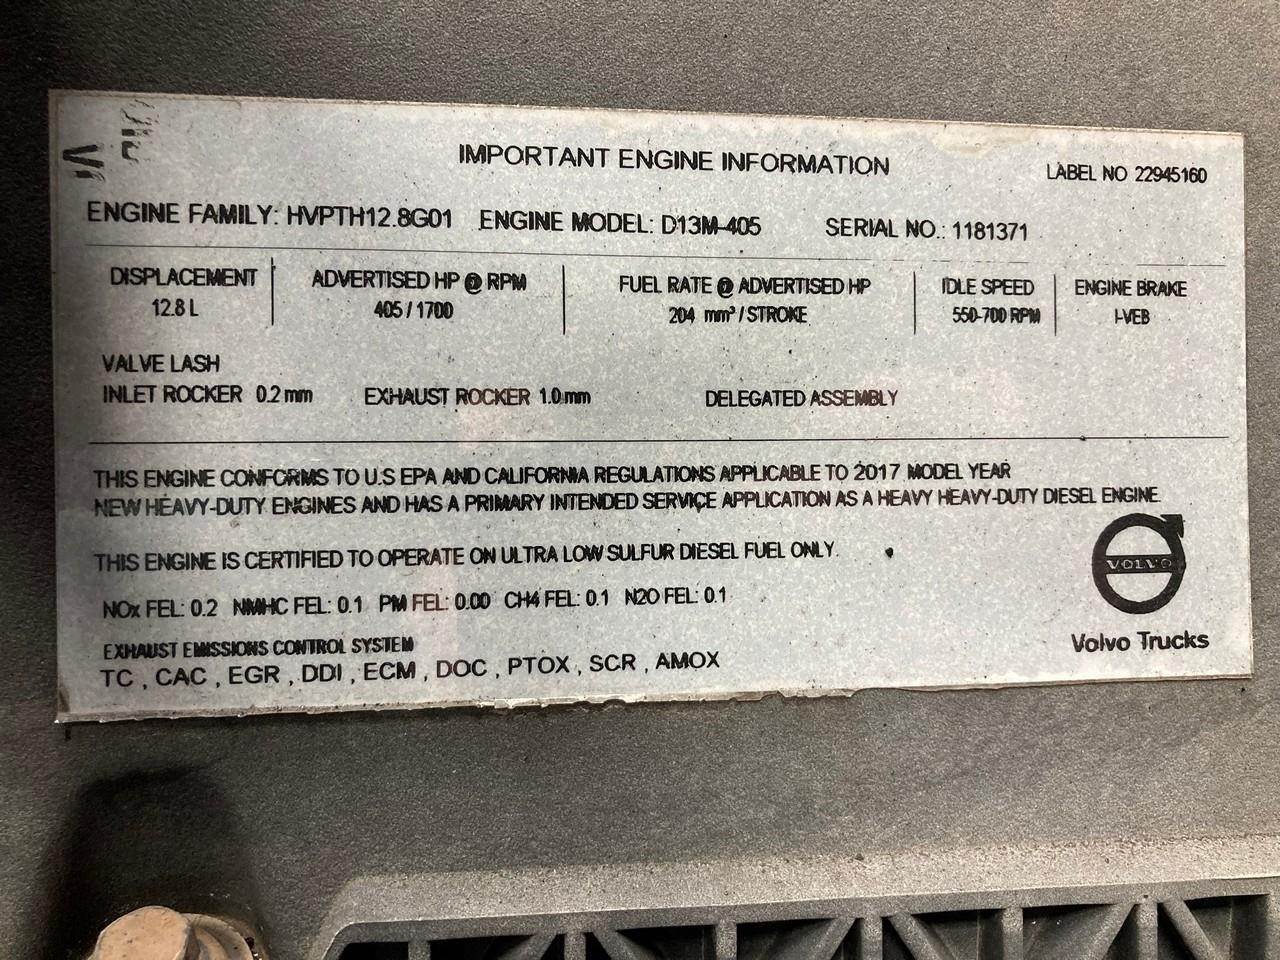 IMPORTANT ENGINE INFORMATION
LABEL NO 22945160
ENGINE FAMILY: HVPTH12.8G01 ENGINE MODEL: D13M-405 SERIAL NO.: 1181371
DISPLACEMENT
12.8 L
ADVERTISED HP @ RPM
405 / 1700
FUEL RATE @ ADVERTISED HP
204 mm³ / STROKE
IDLE SPEED
550-700 RPM
ENGINE BRAKE
I-VEB
VALVE LASH
INLET ROCKER 0.2 mm EXHAUST ROCKER 1.0 mm DELEGATED ASSEMBLY
THIS ENGINE CONFORMS TO U.S EPA AND CALIFORNIA REGULATIONS APPLICABLE TO 2017 MODEL YEAR
NEW HEAVY-DUTY ENGINES AND HAS A PRIMARY INTENDED SERVICE APPLICATION AS A HEAVY HEAVY-DUTY DIESEL ENGINE.
THIS ENGINE IS CERTIFIED TO OPERATE ON ULTRA LOW SULFUR DIESEL FUEL ONLY.
NOx FEL: 0.2 NMHC FEL: 0.1 PM FEL: 0.00 CH4 FEL: 0.1 N2O FEL: 0.1
EXHAUST EMISSIONS CONTROL SYSTEM
TC , CAC , EGR , DDI , ECM , DOC , PTOX , SCR , AMOX
VOLVO
Volvo Trucks